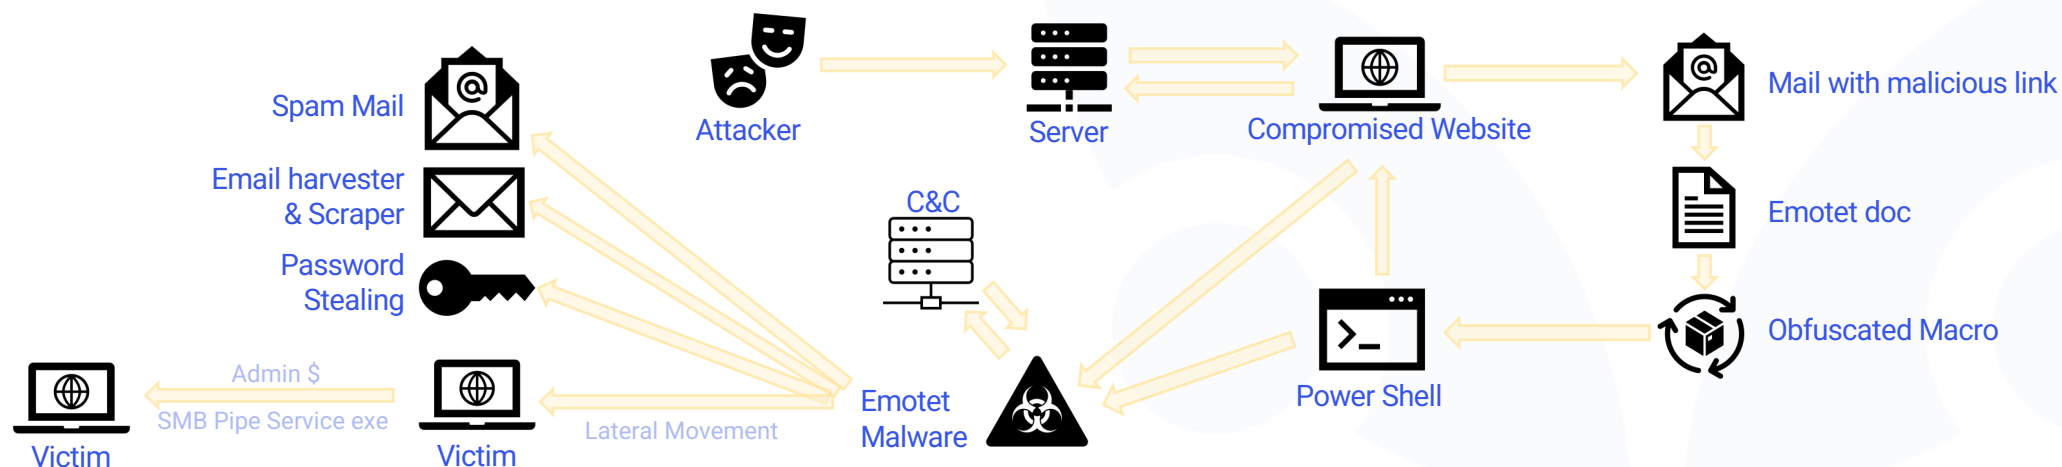 Spam Mail
Email harvester
& Scraper
Password
Stealing
Attacker
Server
Compromised Website
Mail with malicious link
Emotet doc
Obfuscated Macro
Power Shell
C&C
Emotet
Malware
Lateral Movement
Victim
Admin $
SMB Pipe Service exe
Victim